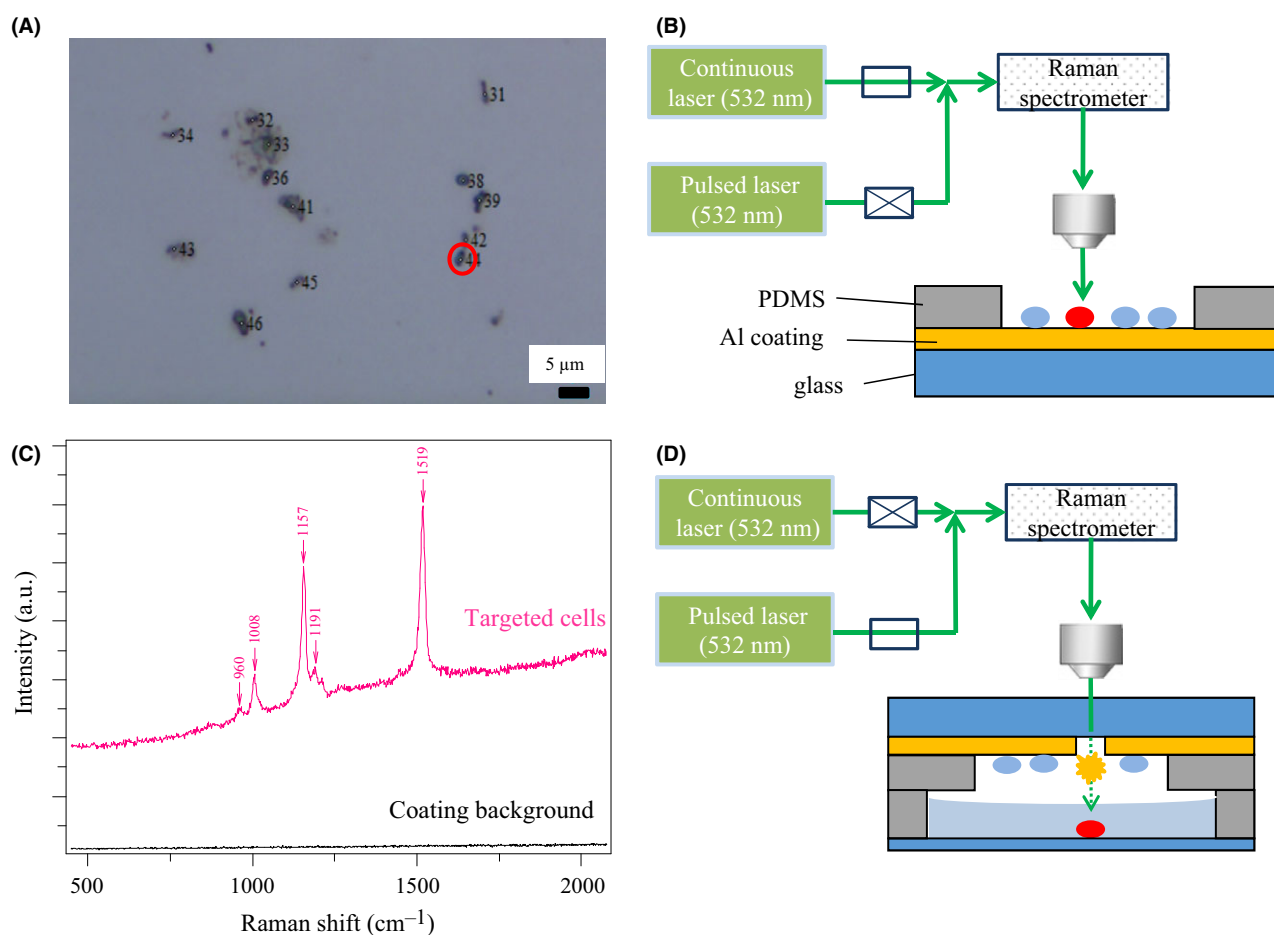 (A)
31
32
34
33
36
38
39
41
42
43
44
45
46
5 µm
(B)
Continuous
laser (532 nm)
Raman
spectrometer
Pulsed laser
(532 nm)
PDMS
Al coating
glass
(C)
Intensity (a.u.)
960
1008
1157
1191
1519
Targeted cells
Coating background
500
1000
1500
2000
Raman shift (cm⁻¹)
(D)
Continuous
laser (532 nm)
Raman
spectrometer
Pulsed laser
(532 nm)